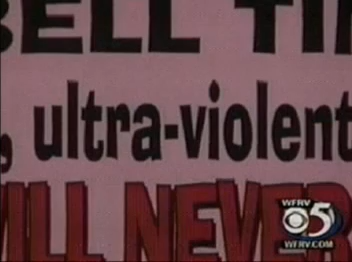 BELL TI
, ultra-violent
ILL NEVER
WFRV
5
WFRV.COM